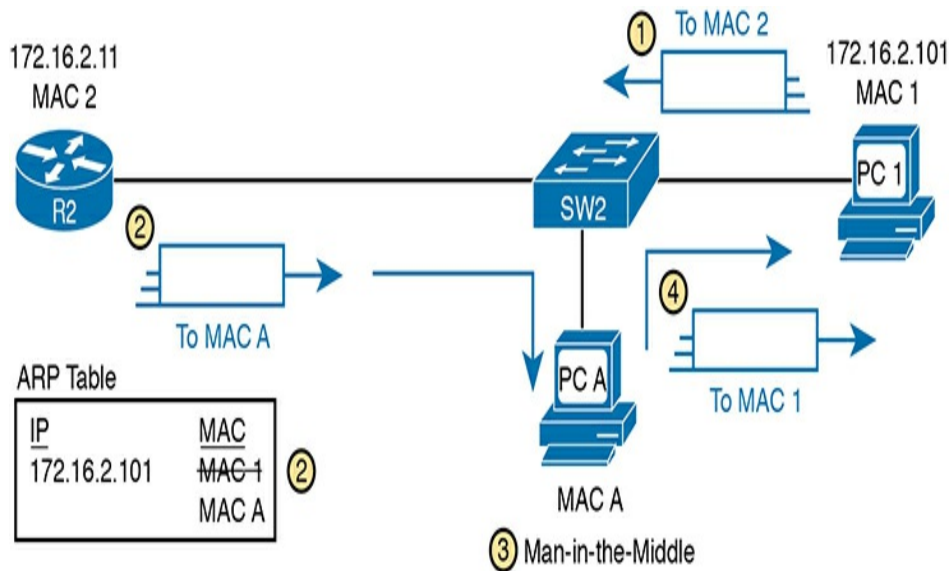 1
To MAC 2
172.16.2.11
MAC 2
172.16.2.101
MAC 1
R2
SW2
PC 1
2
To MAC A
4
To MAC 1
PC A
MAC A
3 Man-in-the-Middle
ARP Table
IP MAC
172.16.2.101 MAC 1 2
MAC A